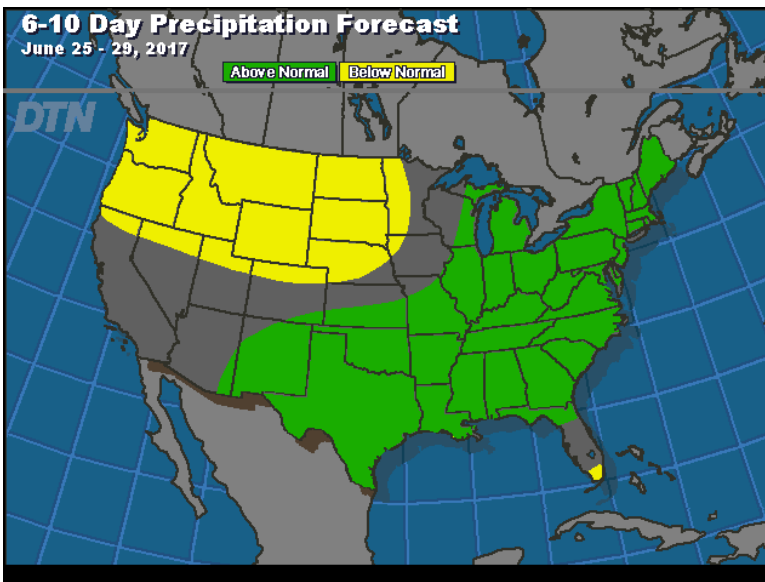 6-10 Day Precipitation Forecast
June 25 - 29, 2017
Above Normal Below Normal
DTN